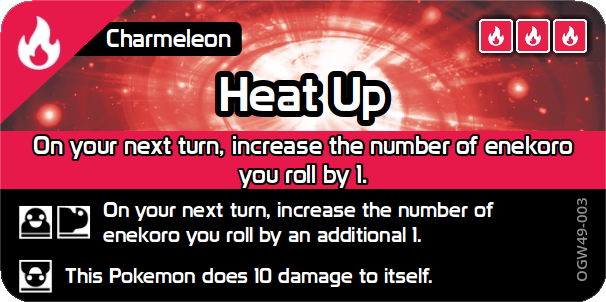 Charmeleon
Heat Up
On your next turn, increase the number of enekoro
you roll by 1.
On your next turn, increase the number of
enekoro you roll by an additional 1.
This Pokemon does 10 damage to itself.
OGW49-003